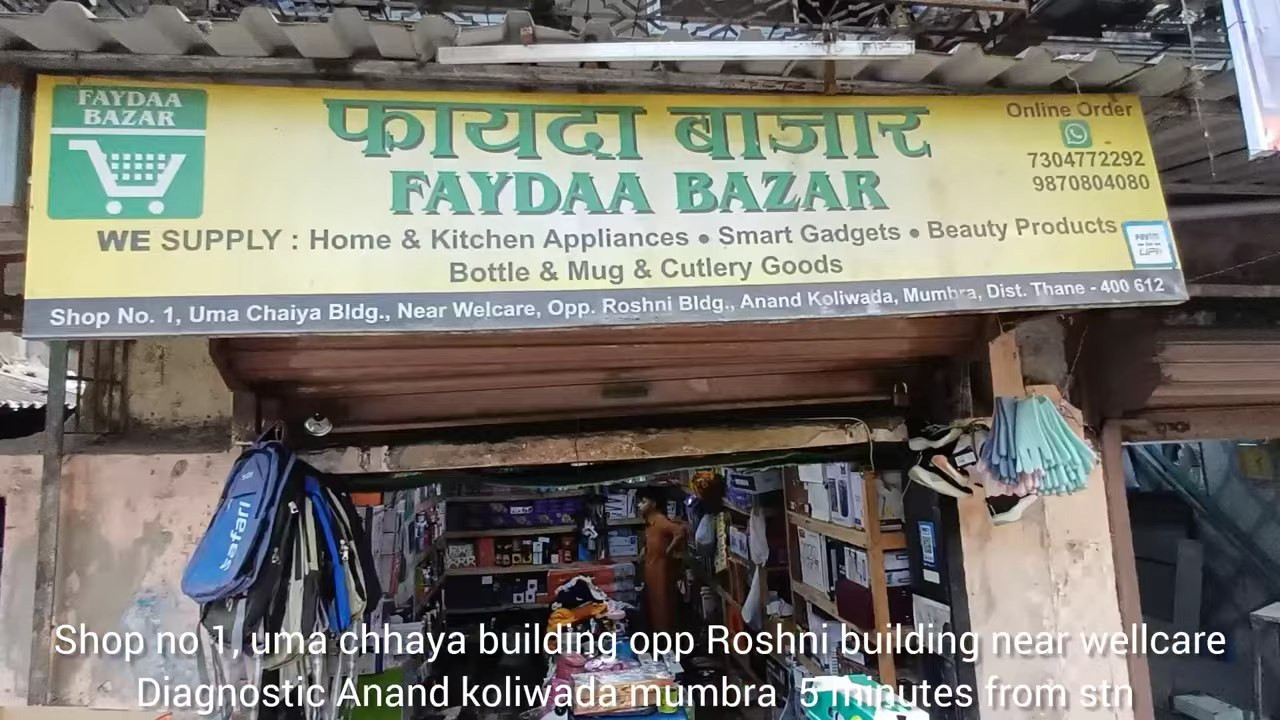 FAYDAA
BAZAR
फायदा बाजार
FAYDAA BAZAR
Online Order
7304772292
9870804080
WE SUPPLY : Home & Kitchen Appliances • Smart Gadgets • Beauty Products
Bottle & Mug & Cutlery Goods
paytm
UPI
Shop No. 1, Uma Chaiya Bldg., Near Welcare, Opp. Roshni Bldg., Anand Koliwada, Mumbra, Dist. Thane - 400 612
safari
Shop no 1, uma chhaya building opp Roshni building near wellcare
Diagnostic Anand koliwada mumbra 5 minutes from stn